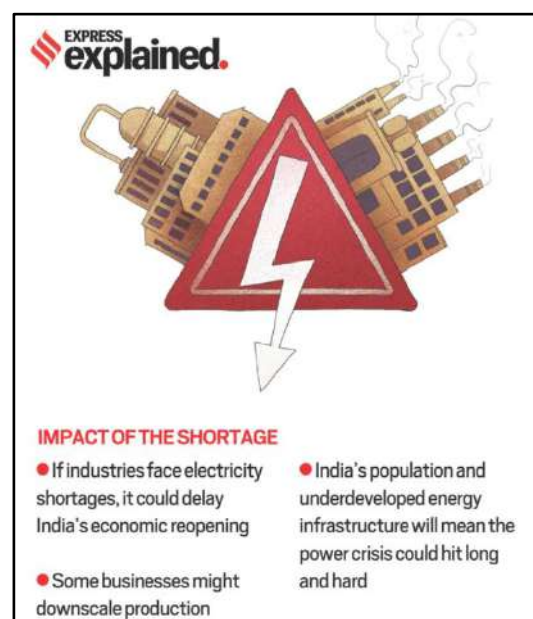 EXPRESS
explained.
IMPACT OF THE SHORTAGE
● If industries face electricity
shortages, it could delay
India's economic reopening
● Some businesses might
downscale production
● India's population and
underdeveloped energy
infrastructure will mean the
power crisis could hit long
and hard